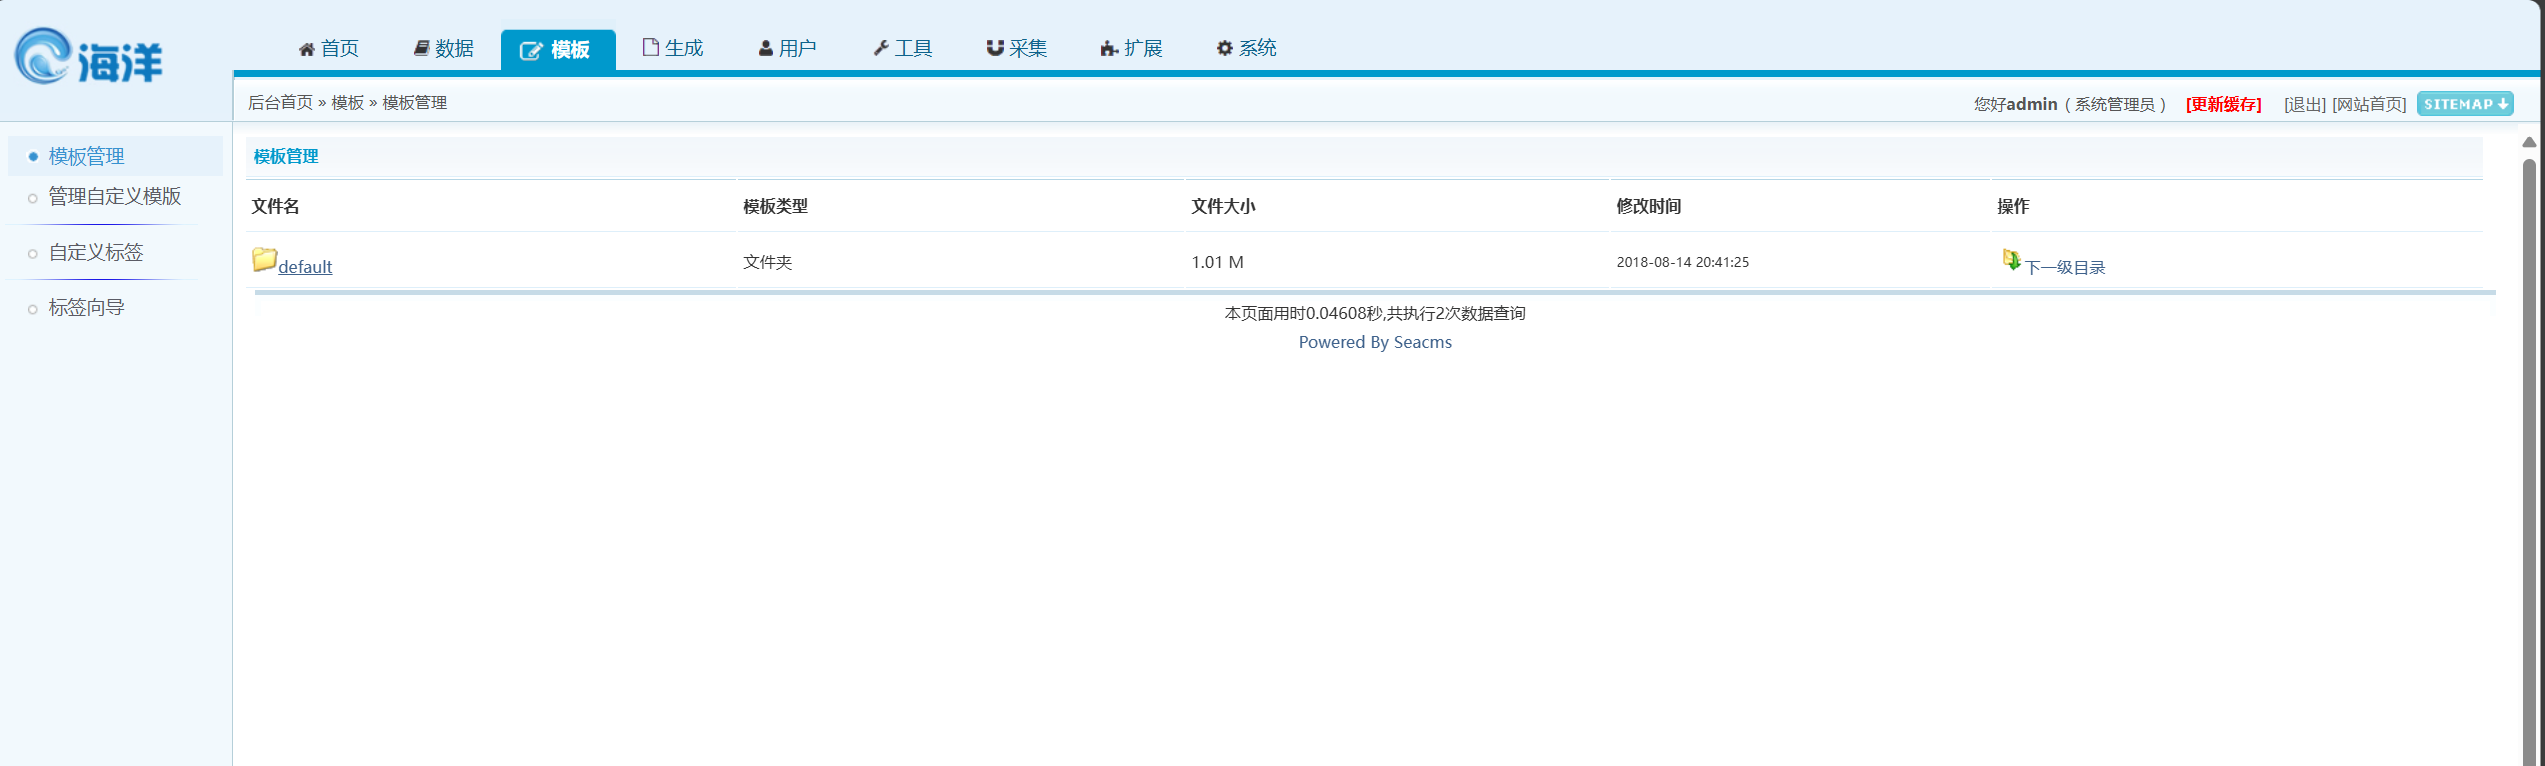 海洋
首页 数据 模板 生成 用户 工具 采集 扩展 系统
后台首页 » 模板 » 模板管理
您好admin（系统管理员） [更新缓存] [退出] [网站首页] SITEMAP
模板管理
管理自定义模版
自定义标签
标签向导
模板管理
文件名 模板类型 文件大小 修改时间 操作
default 文件夹 1.01 M 2018-08-14 20:41:25 下一级目录
本页面用时0.04608秒,共执行2次数据查询
Powered By Seacms